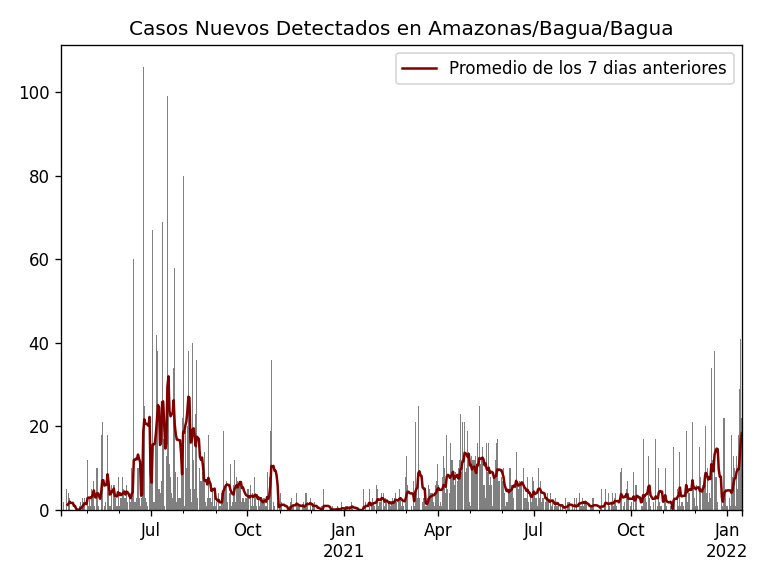 Casos Nuevos Detectados en Amazonas/Bagua/Bagua
Promedio de los 7 dias anteriores
100
80
60
40
20
0
Jul Oct Jan Apr Jul Oct Jan
2021 2022